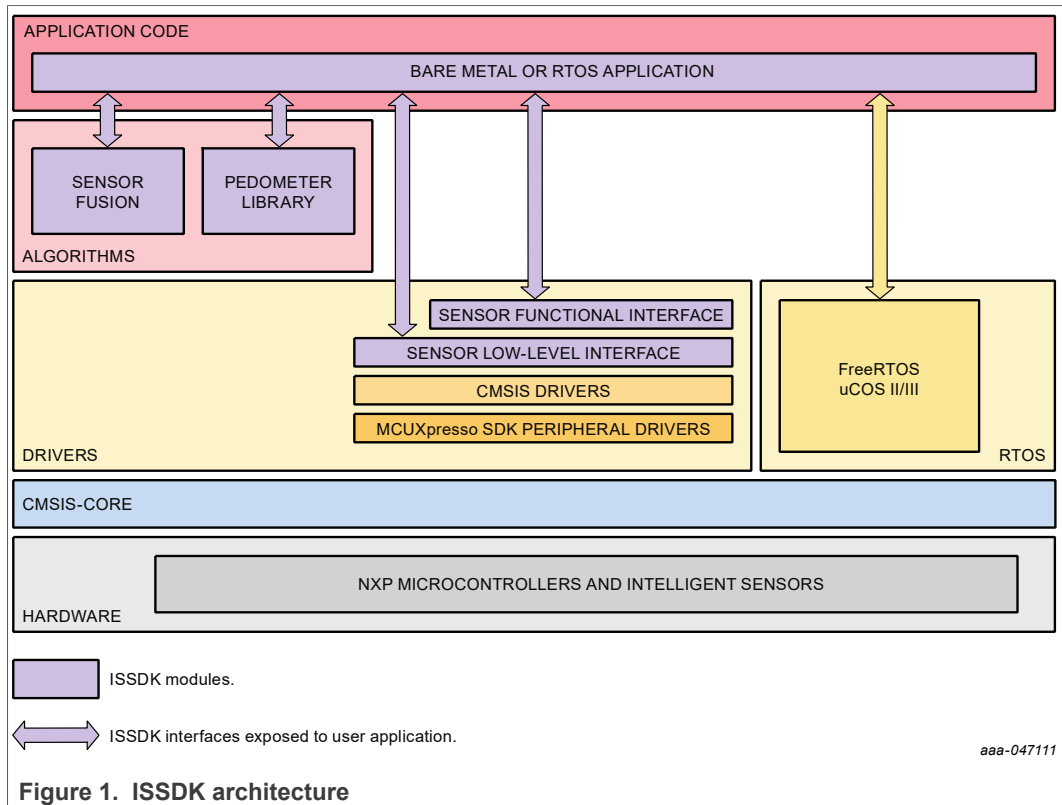 APPLICATION CODE
BARE METAL OR RTOS APPLICATION
SENSOR
FUSION
PEDOMETER
LIBRARY
ALGORITHMS
SENSOR FUNCTIONAL INTERFACE
SENSOR LOW-LEVEL INTERFACE
CMSIS DRIVERS
MCUXpresso SDK PERIPHERAL DRIVERS
DRIVERS
FreeRTOS
uCOS II/III
RTOS
CMSIS-CORE
NXP MICROCONTROLLERS AND INTELLIGENT SENSORS
HARDWARE
ISSDK modules.
ISSDK interfaces exposed to user application.
aaa-047111
Figure 1. ISSDK architecture